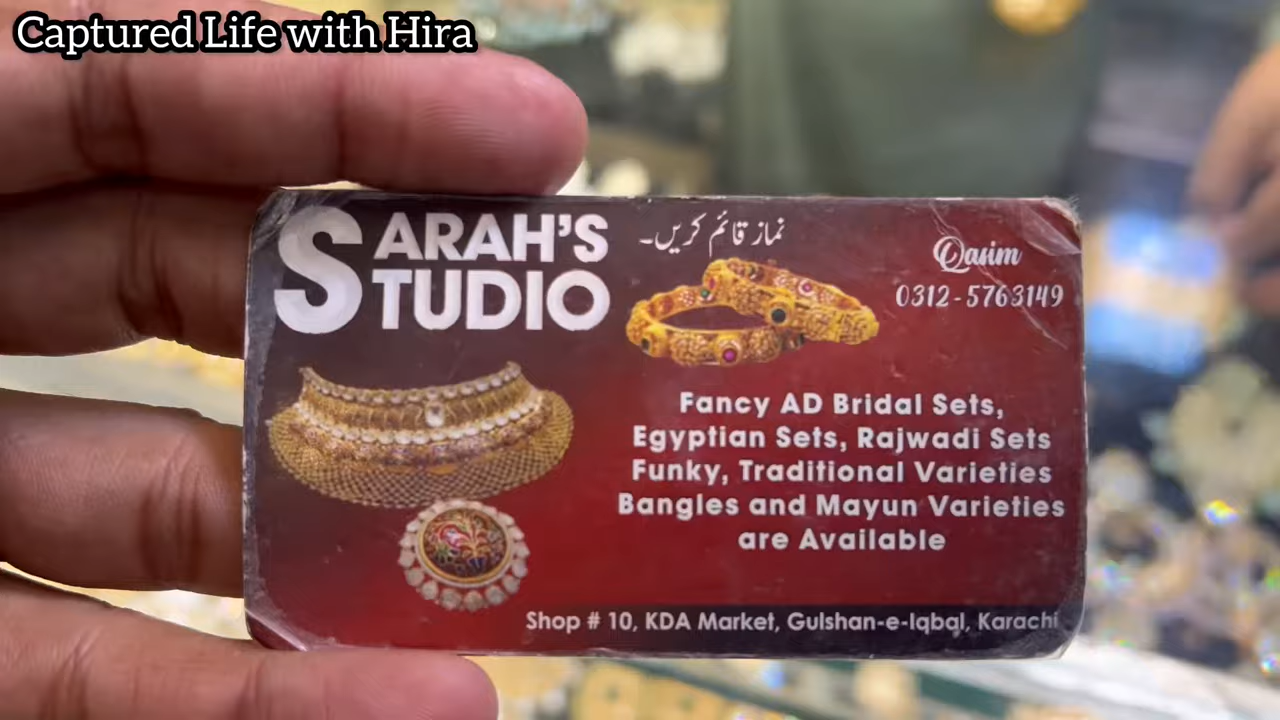 Captured Life with Hira
SARAH'S
STUDIO
نماز قائم کریں۔
Qasim
0312-5763149
Fancy AD Bridal Sets,
Egyptian Sets, Rajwadi Sets
Funky, Traditional Varieties
Bangles and Mayun Varieties
are Available
Shop # 10, KDA Market, Gulshan-e-Iqbal, Karachi